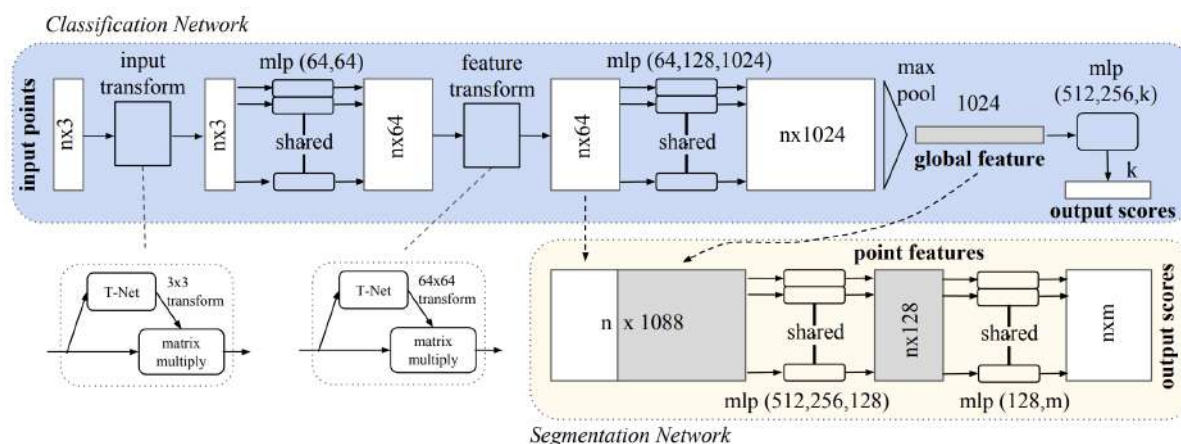 Classification Network
input points
nx3
input
transform
nx3
mlp (64,64)
shared
nx64
feature
transform
nx64
mlp (64,128,1024)
shared
nx1024
max
pool
1024
global feature
mlp
(512,256,k)
k
output scores
T-Net
3x3
transform
matrix
multiply
T-Net
64x64
transform
matrix
multiply
point features
n x 1088
shared
mlp (512,256,128)
nx128
shared
mlp (128,m)
nxm
output scores
Segmentation Network